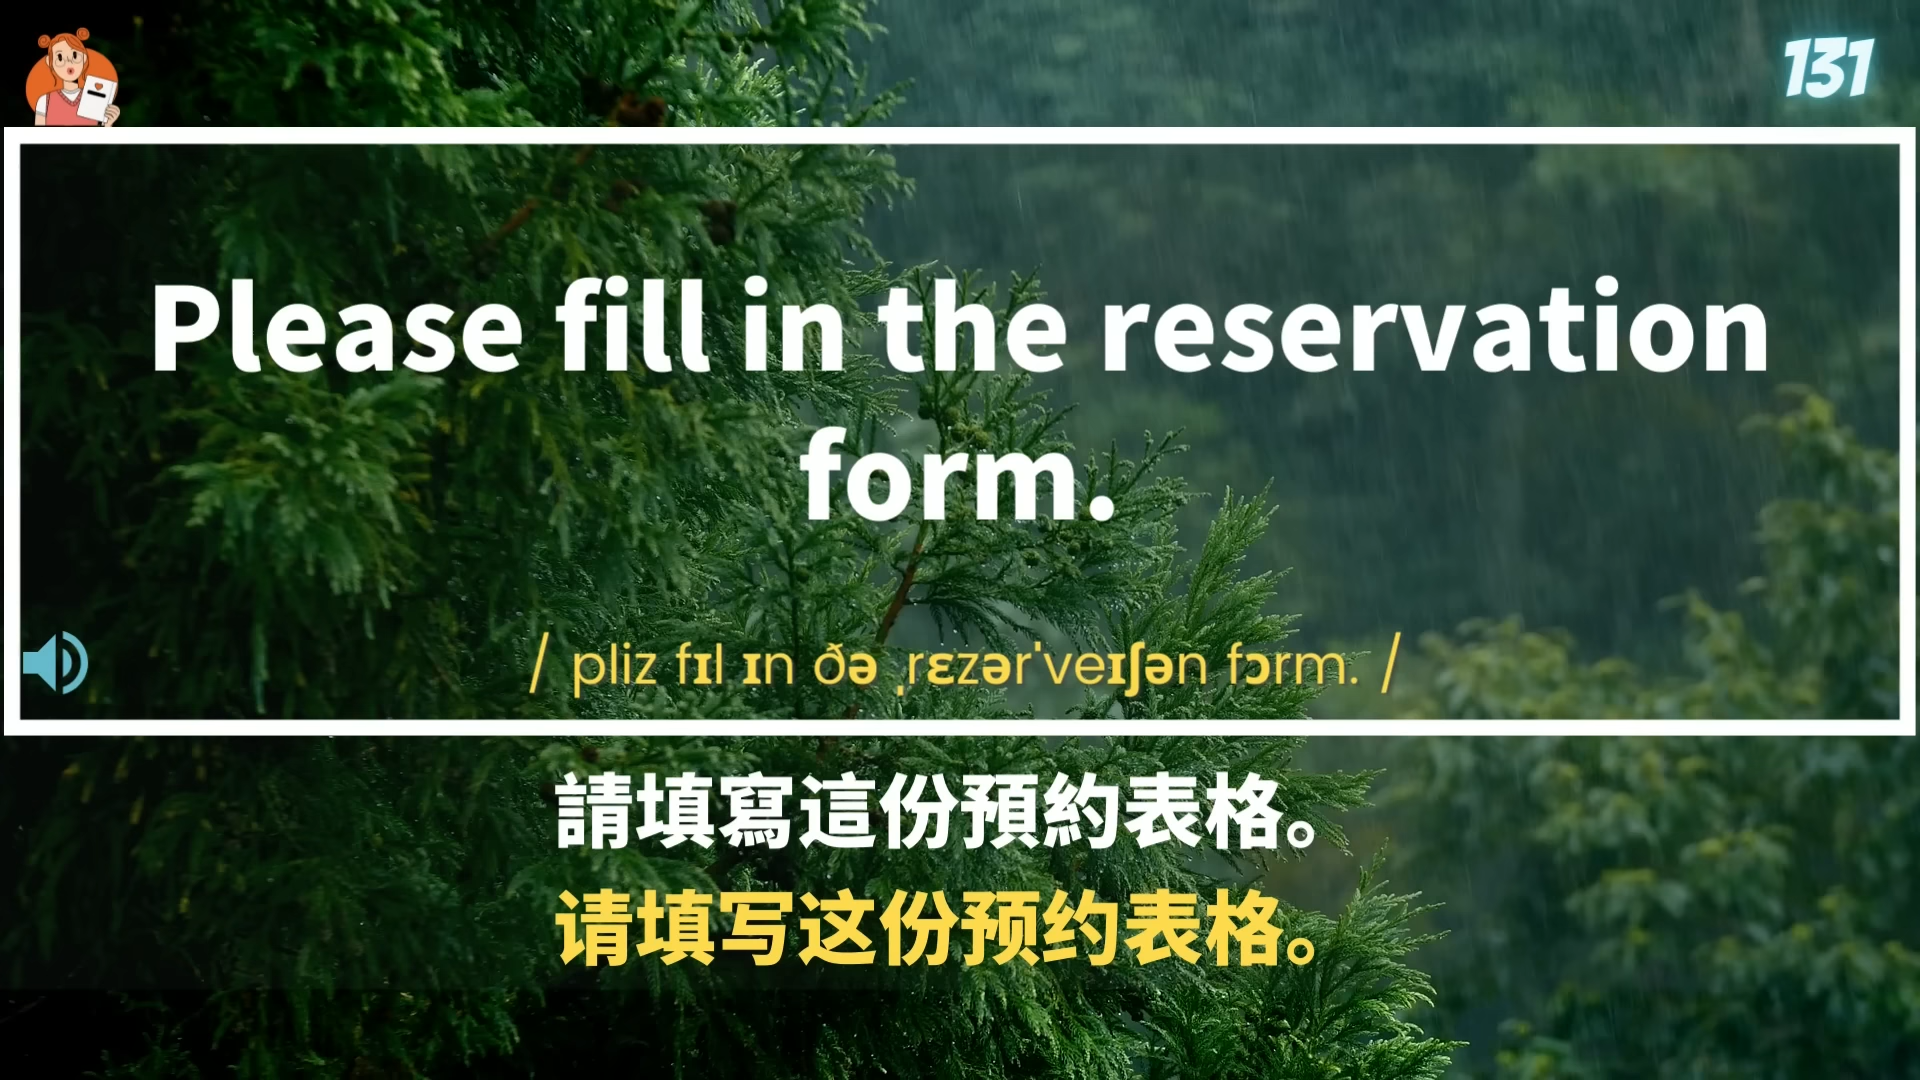 131
Please fill in the reservation
form.
/ pliz fɪl ɪn ðə ˌrɛzərˈveɪʃən fɔrm. /
請填寫這份預約表格。
请填写这份预约表格。